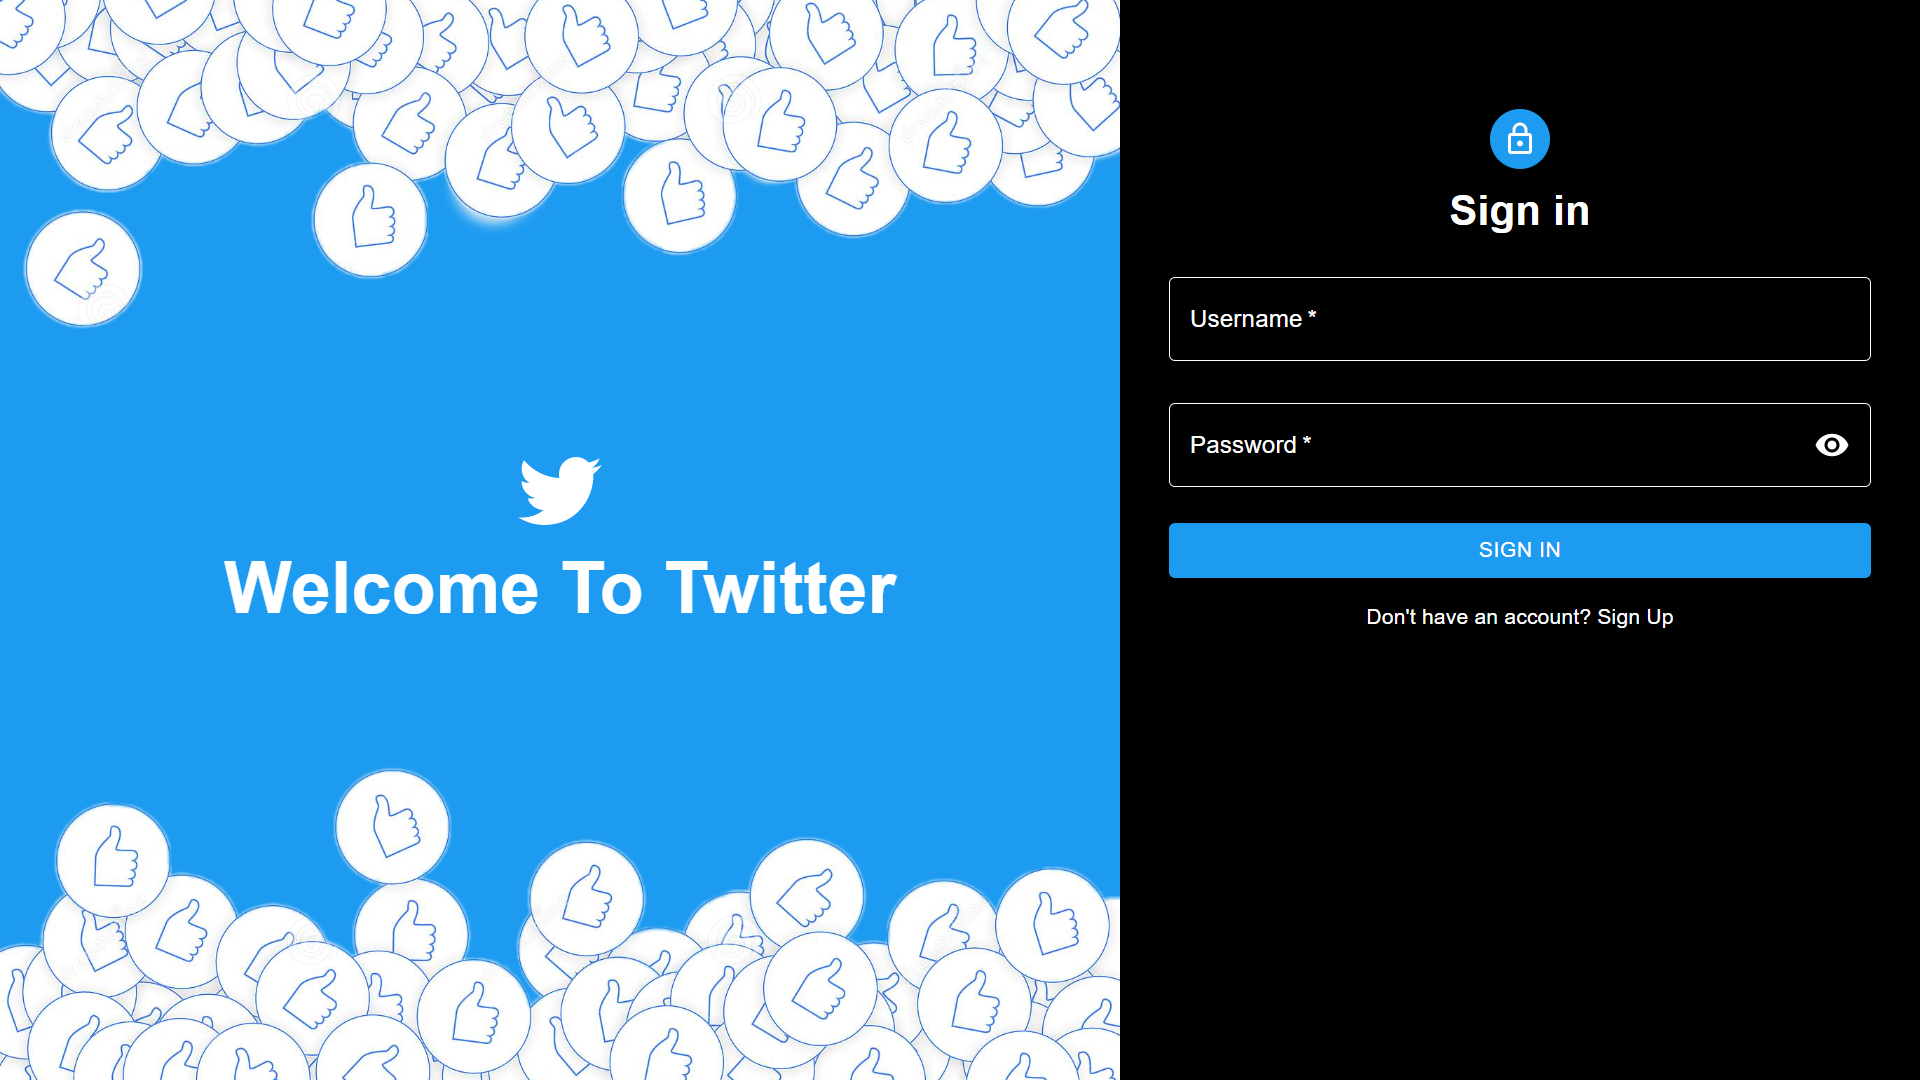 Welcome To Twitter
Sign in
Username *
Password *
SIGN IN
Don't have an account? Sign Up